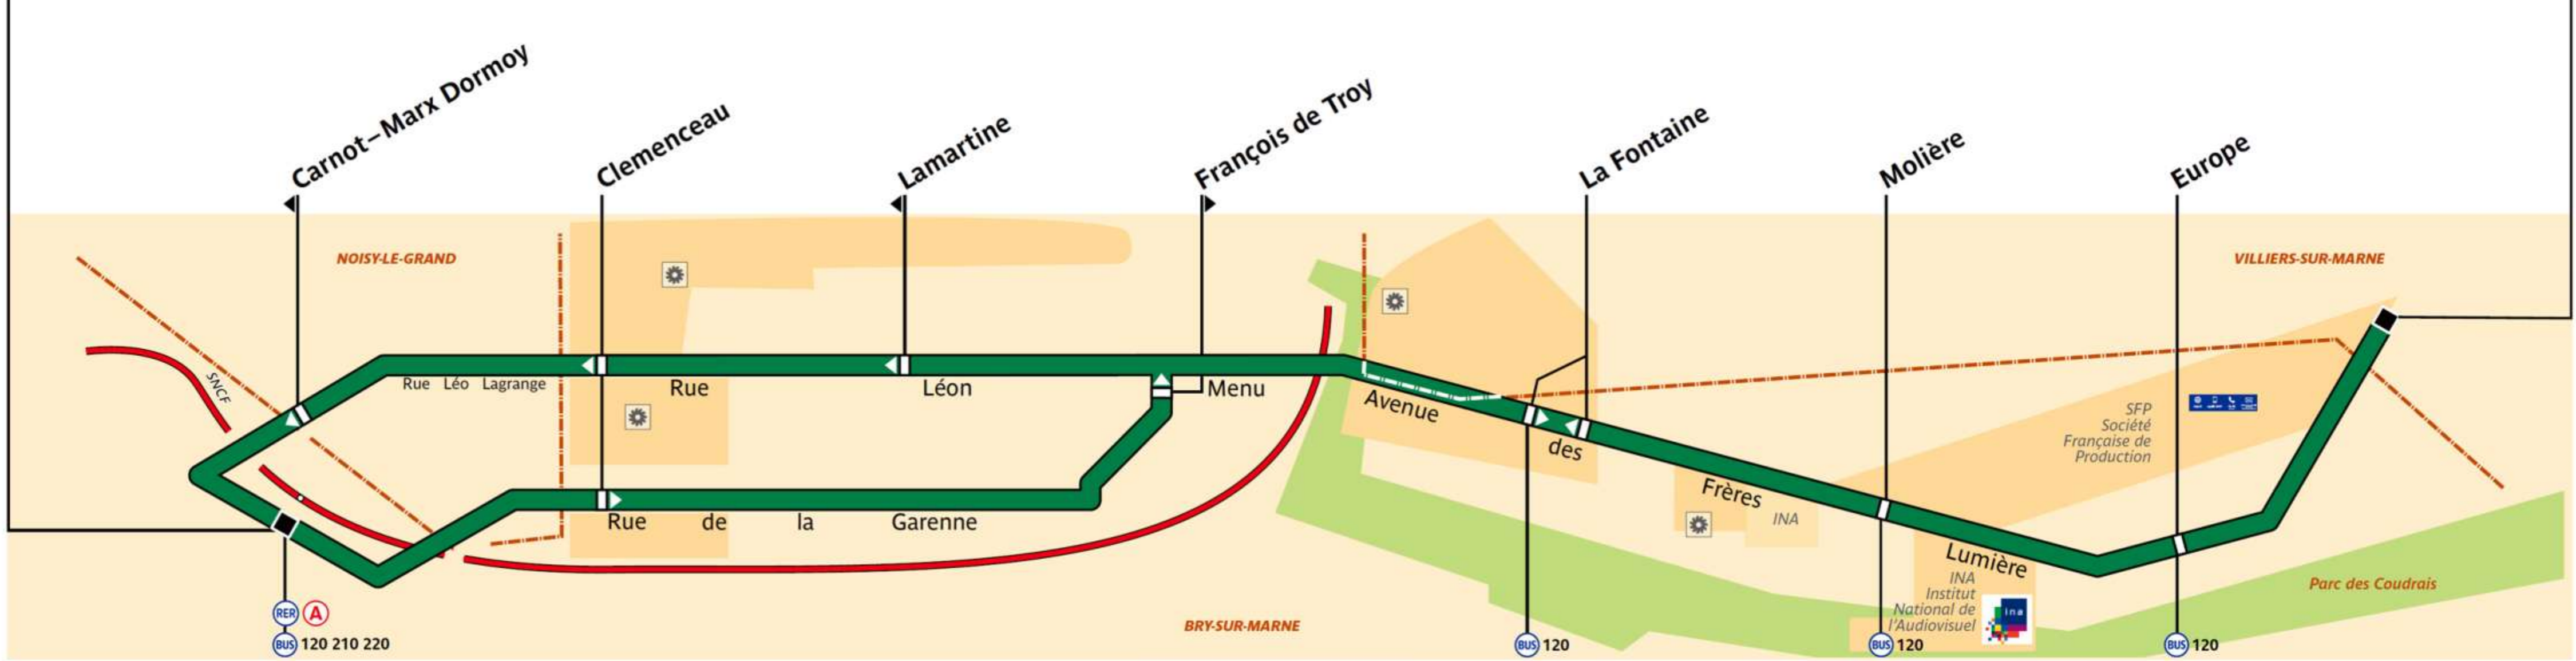 Carnot–Marx Dormoy
Clemenceau
Lamartine
François de Troy
La Fontaine
Molière
Europe
NOISY-LE-GRAND
VILLIERS-SUR-MARNE
SNCF
Rue Léo Lagrange
Rue Léon Menu
Avenue des Frères Lumière
SFP
Société
Française de
Production
Rue de la Garenne
INA
INA
Institut
National de
l'Audiovisuel
ina
Parc des Coudrais
BRY-SUR-MARNE
RER A
BUS 120 210 220
BUS 120
BUS 120
BUS 120